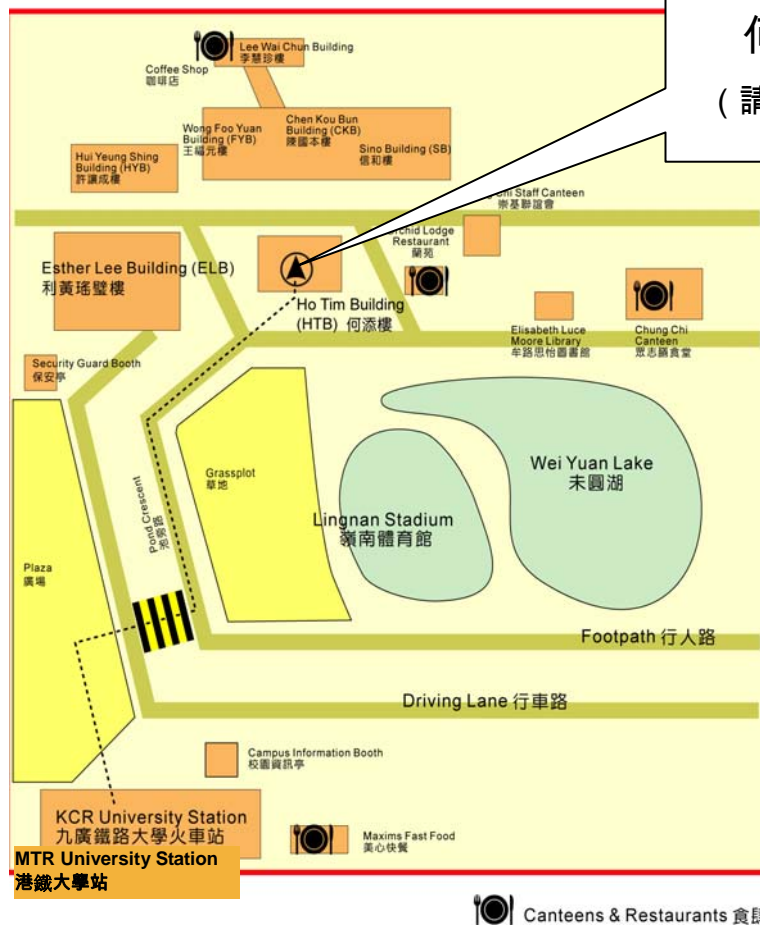 何
( 請
Lee Wai Chun Building
李慧珍樓
Coffee Shop
咖啡店
Chen Kou Bun
Building (CKB)
陳國本樓
Wong Foo Yuan
Building (FYB)
王福元樓
Sino Building (SB)
信和樓
Hui Yeung Shing
Building (HYB)
許讓成樓
Chi Staff Canteen
崇基聯誼會
rchid Lodge
Restaurant
蘭苑
Esther Lee Building (ELB)
利黃瑤璧樓
Ho Tim Building
(HTB) 何添樓
Elisabeth Luce
Moore Library
牟路思怡圖書館
Chung Chi
Canteen
眾志膳食堂
Security Guard Booth
保安亭
Grassplot
草地
Pond Crescent
池旁路
Wei Yuan Lake
未圓湖
Lingnan Stadium
嶺南體育館
Plaza
廣場
Footpath 行人路
Driving Lane 行車路
Campus Information Booth
校園資訊亭
KCR University Station
九廣鐵路大學火車站
Maxims Fast Food
美心快餐
MTR University Station
港鐵大學站
Canteens & Restaurants 食肆